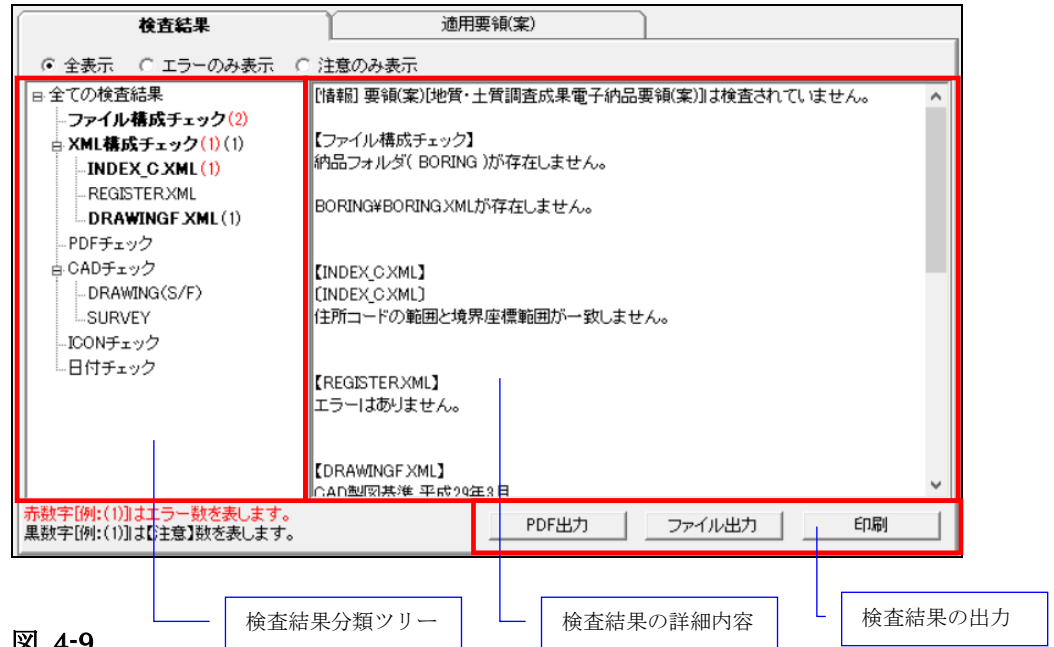 検査結果
適用要領(案)
全表示 エラーのみ表示 注意のみ表示
全ての検査結果
ファイル構成チェック(2)
XML構成チェック(1)(1)
INDEX_C.XML(1)
REGISTER.XML
DRAWINGF.XML(1)
PDFチェック
CADチェック
DRAWING(S/F)
SURVEY
ICONチェック
日付チェック
[情報] 要領(案)[地質・土質調査成果電子納品要領(案)]は検査されていません。
【ファイル構成チェック】
納品フォルダ( BORING )が存在しません。
BORING¥BORING.XMLが存在しません。
【INDEX_C.XML】
[INDEX_C.XML]
住所コードの範囲と境界座標範囲が一致しません。
【REGISTER.XML】
エラーはありません。
【DRAWINGF.XML】
CAD製図基準 平成29年3月
赤数字[例:(1)]はエラー数を表します。
黒数字[例:(1)]は【注意】数を表します。
PDF出力
ファイル出力
印刷
検査結果分類ツリー
検査結果の詳細内容
検査結果の出力
図 4-9